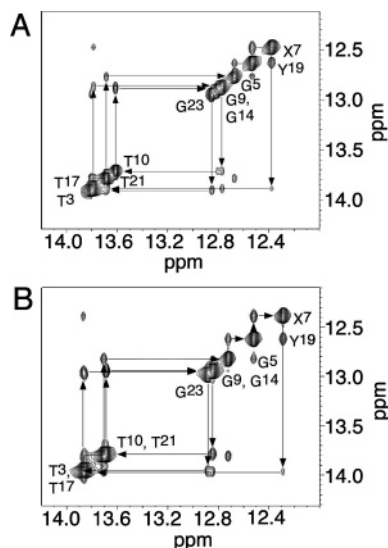 A
X7
Y19
G5
G9,
G14
G23
T10
T17
T21
T3
12.5
13.0
13.5
14.0
ppm
14.0 13.6 13.2 12.8 12.4
ppm
B
X7
Y19
G5
G9, G14
G23
T10, T21
T3,
T17
12.5
13.0
13.5
14.0
ppm
14.0 13.6 13.2 12.8 12.4
ppm